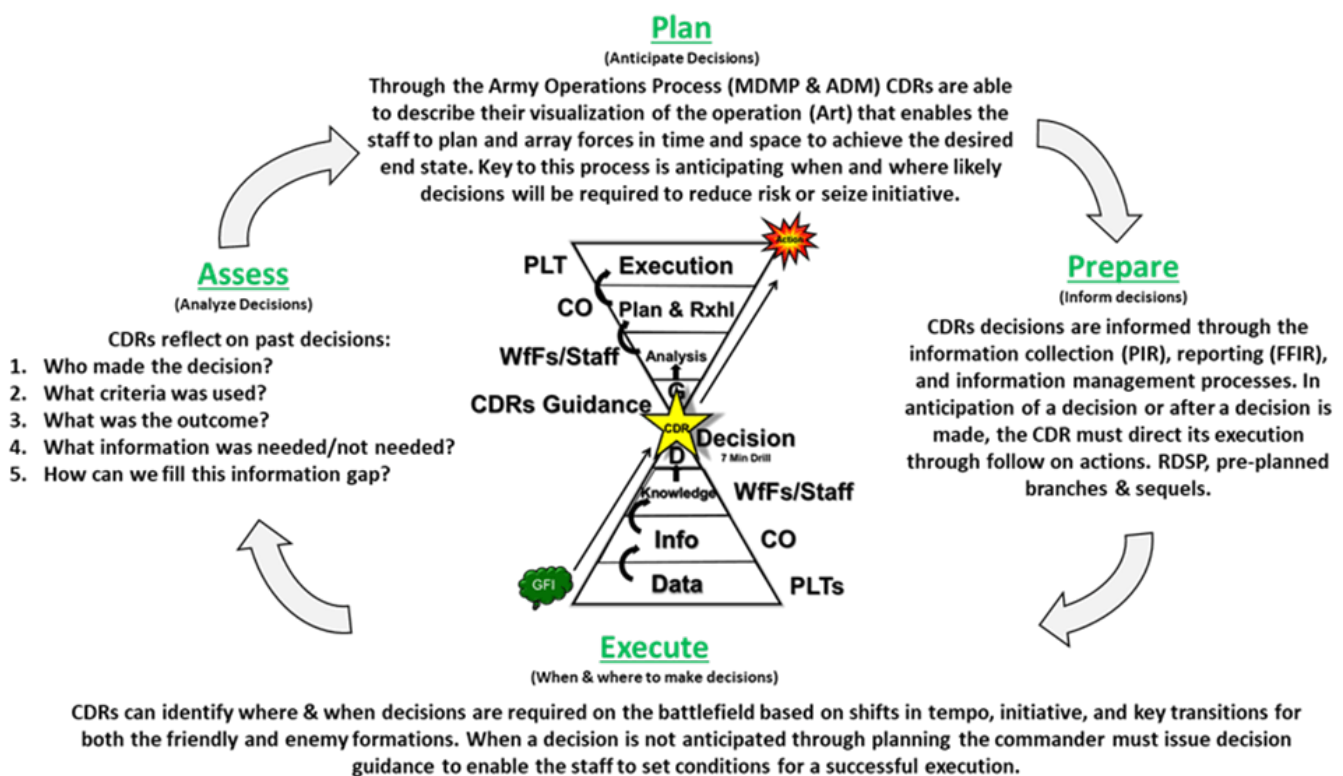 Plan
(Anticipate Decisions)
Through the Army Operations Process (MDMP & ADM) CDRs are able
to describe their visualization of the operation (Art) that enables the
staff to plan and array forces in time and space to achieve the desired
end state. Key to this process is anticipating when and where likely
decisions will be required to reduce risk or seize initiative.
Prepare
(Inform decisions)
CDRs decisions are informed through the
information collection (PIR), reporting (FFIR),
and information management processes. In
anticipation of a decision or after a decision is
made, the CDR must direct its execution
through follow on actions. RDSP, pre-planned
branches & sequels.
Execute
(When & where to make decisions)
CDRs can identify where & when decisions are required on the battlefield based on shifts in tempo, initiative, and key transitions for
both the friendly and enemy formations. When a decision is not anticipated through planning the commander must issue decision
guidance to enable the staff to set conditions for a successful execution.
Assess
(Analyze Decisions)
CDRs reflect on past decisions:
1. Who made the decision?
2. What criteria was used?
3. What was the outcome?
4. What information was needed/not needed?
5. How can we fill this information gap?
Action
PLT Execution
CO Plan & Rxhl
WfFs/Staff Analysis
G
CDRs Guidance
CDR
Decision
7 Min Drill
D
Knowledge WfFs/Staff
Info CO
GFI
Data PLTs